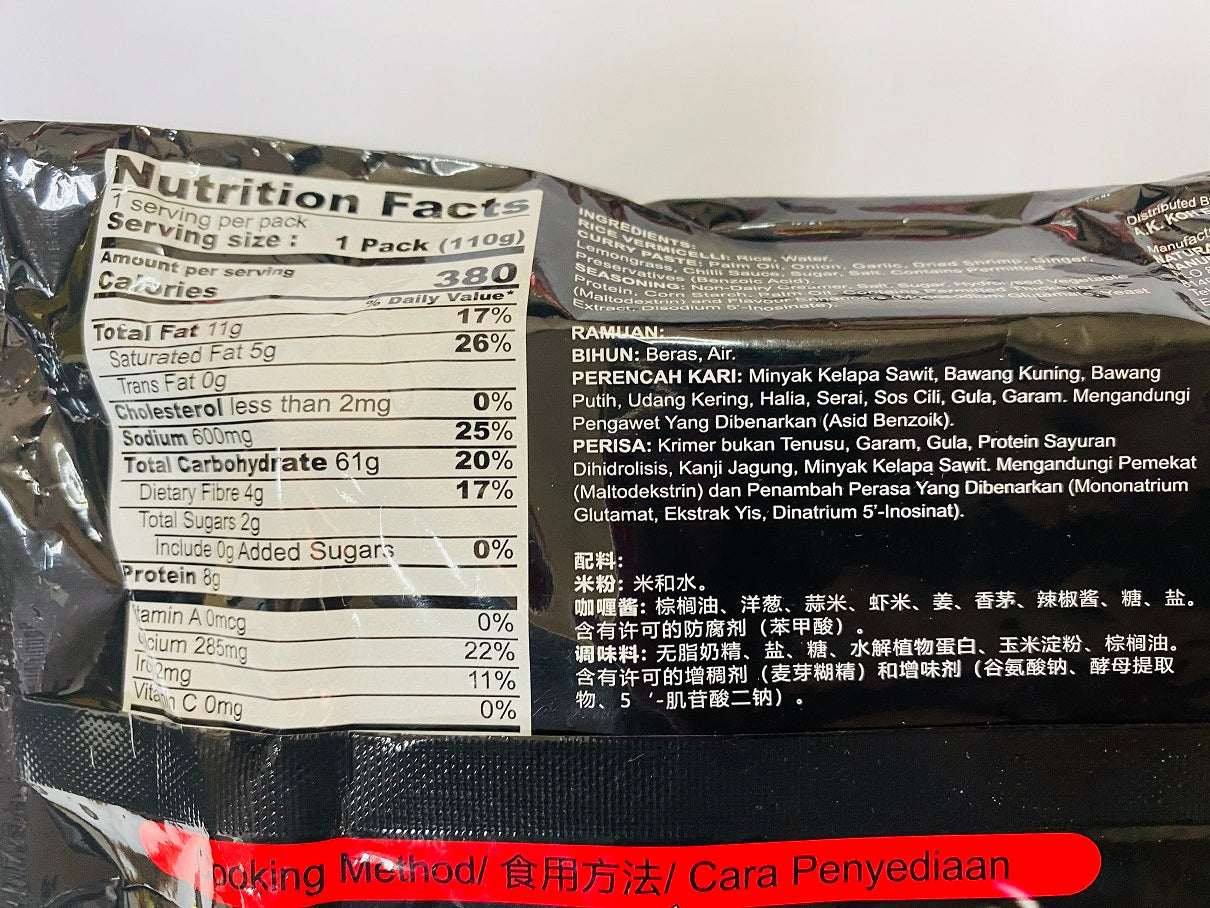 Nutrition Facts
1 serving per pack
Serving size : 1 Pack (110g)
Amount per serving
Calories 380
% Daily Value*
Total Fat 11g 17%
Saturated Fat 5g 26%
Trans Fat 0g
Cholesterol less than 2mg 0%
Sodium 600mg 25%
Total Carbohydrate 61g 20%
Dietary Fibre 4g 17%
Total Sugars 2g
Include 0g Added Sugars 0%
Protein 8g
tamin A 0mcg 0%
cium 285mg 22%
2mg 11%
Vitamin C 0mg 0%
INGREDIENTS:
RICE VERMICELLI: Rice, Water.
CURRY PASTE: Palm Oil, Onion, Garlic, Dried Shrimp, Ginger,
Lemongrass, Chilli Sauce, Sugar, Salt. Contains Permitted
Preservatives (Benzoic Acid).
SEASONING: Non-Dairy Creamer, Salt, Sugar,
Protein, Corn Starch,
(Maltodextrin) and Yeast
Extract, Disodium 5'-Inosinate).
RAMUAN:
BIHUN: Beras, Air.
PERENCAH KARI: Minyak Kelapa Sawit, Bawang Kuning, Bawang
Putih, Udang Kering, Halia, Serai, Sos Cili, Gula, Garam. Mengandungi
Pengawet Yang Dibenarkan (Asid Benzoik).
PERISA: Krimer bukan Tenusu, Garam, Gula, Protein Sayuran
Dihidrolisis, Kanji Jagung, Minyak Kelapa Sawit. Mengandungi Pemekat
(Maltodekstrin) dan Penambah Perasa Yang Dibenarkan (Mononatrium
Glutamat, Ekstrak Yis, Dinatrium 5'-Inosinat).
配料:
米粉: 米和水。
咖喱酱: 棕榈油、洋葱、蒜米、虾米、姜、香茅、辣椒酱、糖、盐。
含有许可的防腐剂（苯甲酸）。
调味料: 无脂奶精、盐、糖、水解植物蛋白、玉米淀粉、棕榈油。
含有许可的增稠剂（麦芽糊精）和增味剂（谷氨酸钠、酵母提取
物、5'-肌苷酸二钠）。
Distributed B
A.K. KOH
Manufact
ooking Method/ 食用方法/ Cara Penyediaan